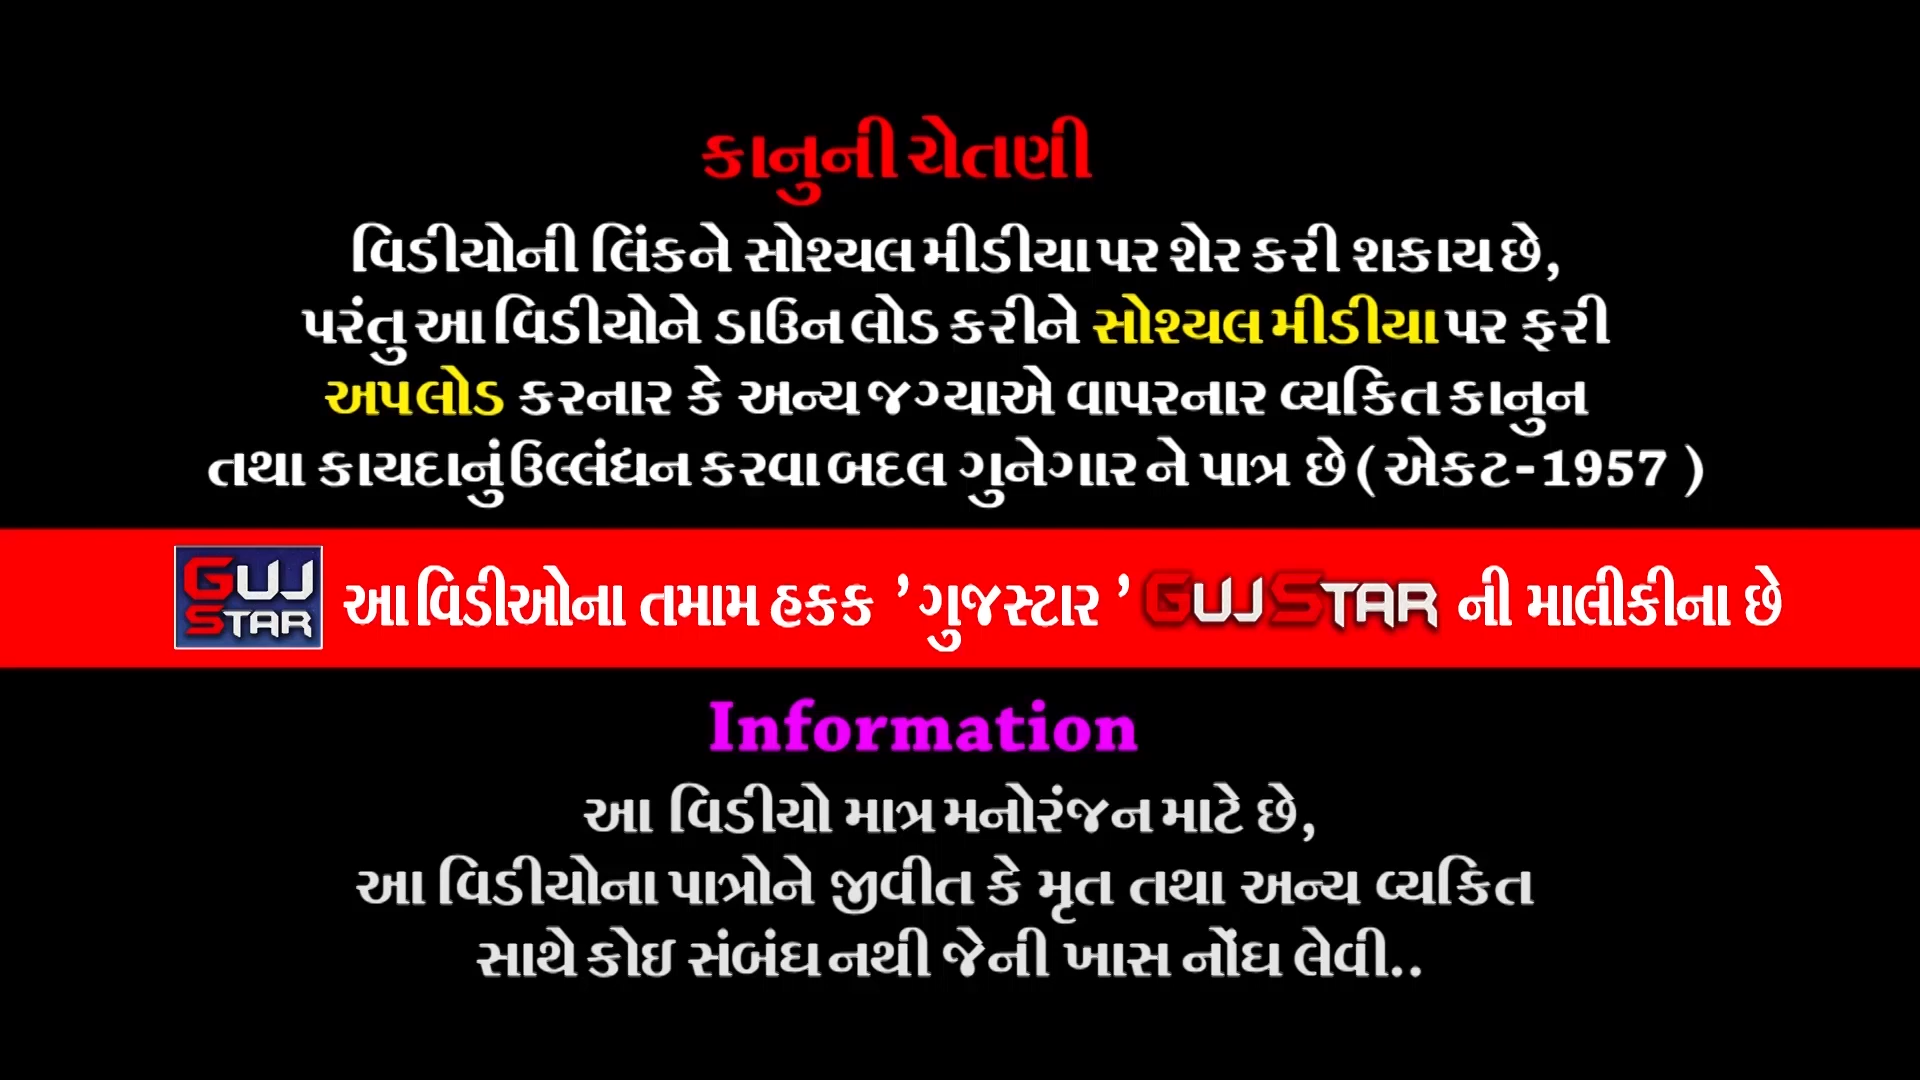 કાનુની ચેતણી
વિડીયોની લિંકને સોશ્યલ મીડીયા પર શેર કરી શકાય છે,
પરંતુ આ વિડીયોને ડાઉન લોડ કરીને સોશ્યલ મીડીયા પર ફરી
અપલોડ કરનાર કે અન્ય જગ્યાએ વાપરનાર વ્યકિત કાનુન
તથા કાયદાનું ઉલ્લંઘન કરવા બદલ ગુનેગાર ને પાત્ર છે ( એકટ-1957 )
GUJ STAR આ વિડીઓના તમામ હકક ’ ગુજસ્ટાર ’ GUJ STAR ની માલીકીના છે
Information
આ વિડીયો માત્ર મનોરંજન માટે છે,
આ વિડીયોના પાત્રોને જીવીત કે મૃત તથા અન્ય વ્યકિત
સાથે કોઇ સંબંઘ નથી જેની ખાસ નોંઘ લેવી..